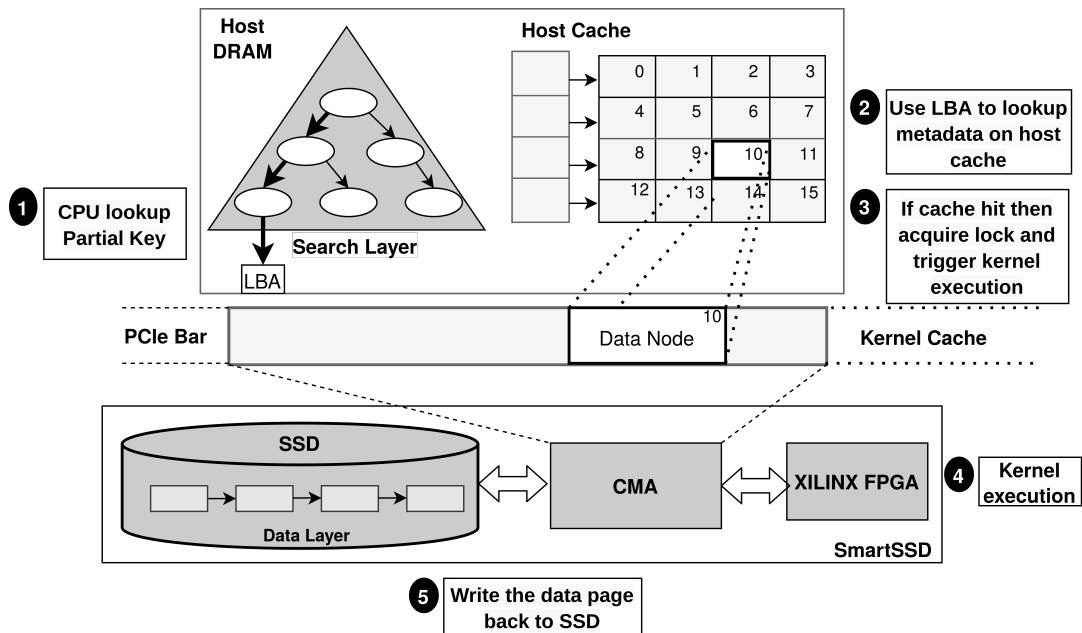 Host
DRAM
Host Cache
0 1 2 3
4 5 6 7
8 9 10 11
12 13 14 15
1
CPU lookup
Partial Key
Search Layer
LBA
2
Use LBA to lookup
metadata on host
cache
3
If cache hit then
acquire lock and
trigger kernel
execution
PCIe Bar
10
Data Node
Kernel Cache
SSD
Data Layer
CMA
XILINX FPGA
SmartSSD
4
Kernel
execution
5
Write the data page
back to SSD